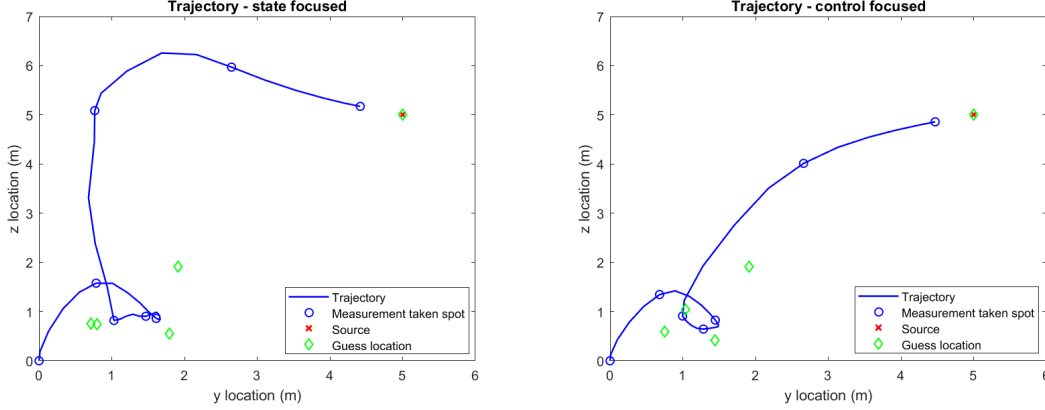 Trajectory - state focused
7
6
5
4
3
2
1
0
z location (m)
0 1 2 3 4 5 6
y location (m)
Trajectory
Measurement taken spot
Source
Guess location
Trajectory - control focused
7
6
5
4
3
2
1
0
z location (m)
0 1 2 3 4 5 6
y location (m)
Trajectory
Measurement taken spot
Source
Guess location